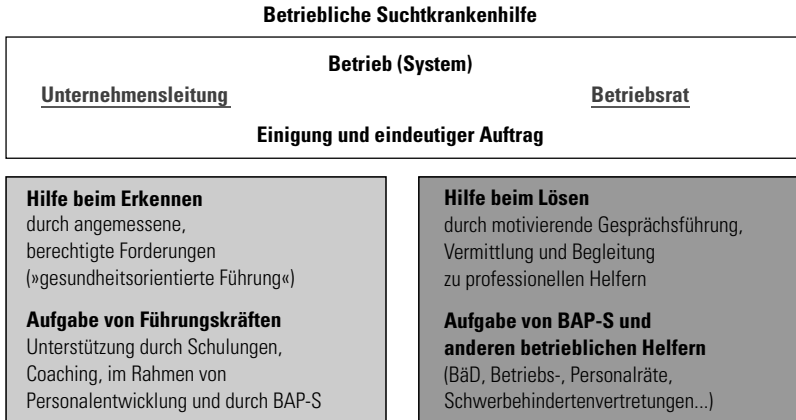 Betriebliche Suchtkrankenhilfe
Betrieb (System)
Unternehmensleitung Betriebsrat
Einigung und eindeutiger Auftrag
Hilfe beim Erkennen
durch angemessene,
berechtigte Forderungen
(»gesundheitsorientierte Führung«)
Aufgabe von Führungskräften
Unterstützung durch Schulungen,
Coaching, im Rahmen von
Personalentwicklung und durch BAP-S
Hilfe beim Lösen
durch motivierende Gesprächsführung,
Vermittlung und Begleitung
zu professionellen Helfern
Aufgabe von BAP-S und
anderen betrieblichen Helfern
(BäD, Betriebs-, Personalräte,
Schwerbehindertenvertretungen...)